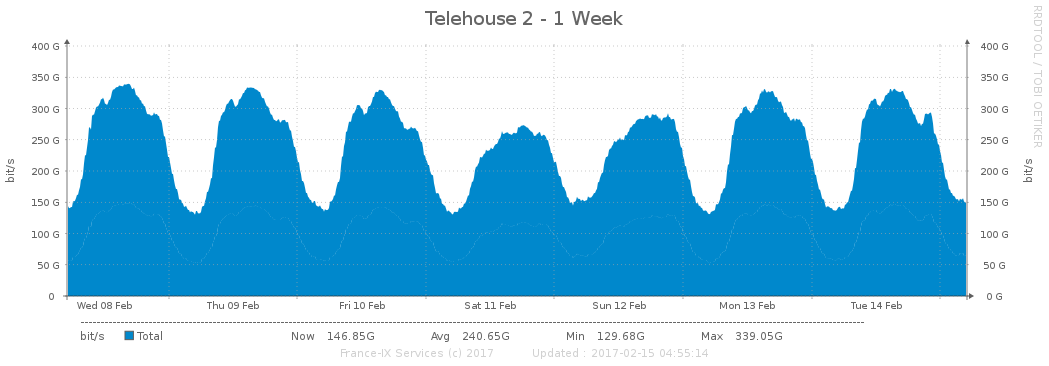 Telehouse 2 - 1 Week
RRDTOOL / TOBI OETIKER
400 G 400 G
350 G 350 G
300 G 300 G
250 G 250 G
200 G 200 G
150 G 150 G
100 G 100 G
50 G 50 G
0 0 G
bit/s bit/s
Wed 08 Feb Thu 09 Feb Fri 10 Feb Sat 11 Feb Sun 12 Feb Mon 13 Feb Tue 14 Feb
bit/s Total Now 146.85G Avg 240.65G Min 129.68G Max 339.05G
France-IX Services (c) 2017 Updated : 2017-02-15 04:55:14